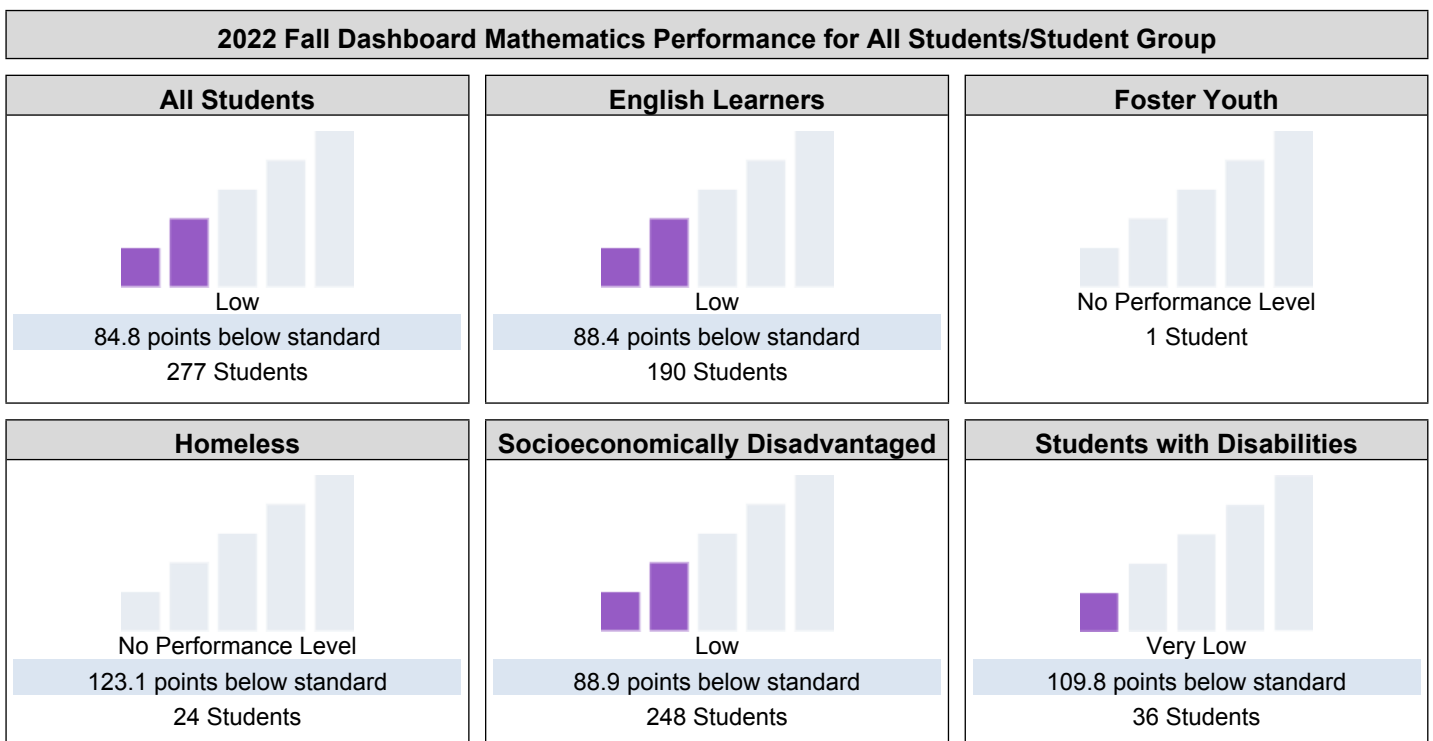 2022 Fall Dashboard Mathematics Performance for All Students/Student Group
All Students
Low
84.8 points below standard
277 Students
English Learners
Low
88.4 points below standard
190 Students
Foster Youth
No Performance Level
1 Student
Homeless
No Performance Level
123.1 points below standard
24 Students
Socioeconomically Disadvantaged
Low
88.9 points below standard
248 Students
Students with Disabilities
Very Low
109.8 points below standard
36 Students